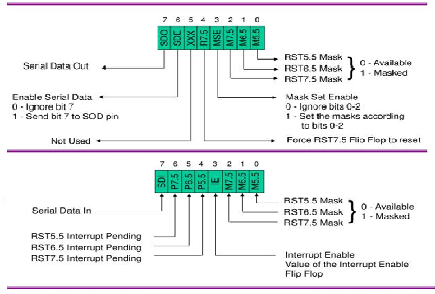 7 6 5 4 3 2 1 0
SDO SDE XXX R7.5 MSE M7.5 M6.5 M5.5
Serial Data Out
RST5.5 Mask
RST6.5 Mask
RST7.5 Mask
0 - Available
1 - Masked
Enable Serial Data
0 - Ignore bit 7
1 - Send bit 7 to SOD pin
Mask Set Enable
0 - Ignore bits 0-2
1 - Set the masks according
to bits 0-2
Not Used
Force RST7.5 Flip Flop to reset
7 6 5 4 3 2 1 0
SDI P7.5 P6.5 P5.5 IE M7.5 M6.5 M5.5
Serial Data In
RST5.5 Mask
RST6.5 Mask
RST7.5 Mask
0 - Available
1 - Masked
RST5.5 Interrupt Pending
RST6.5 Interrupt Pending
RST7.5 Interrupt Pending
Interrupt Enable
Value of the Interrupt Enable
Flip Flop